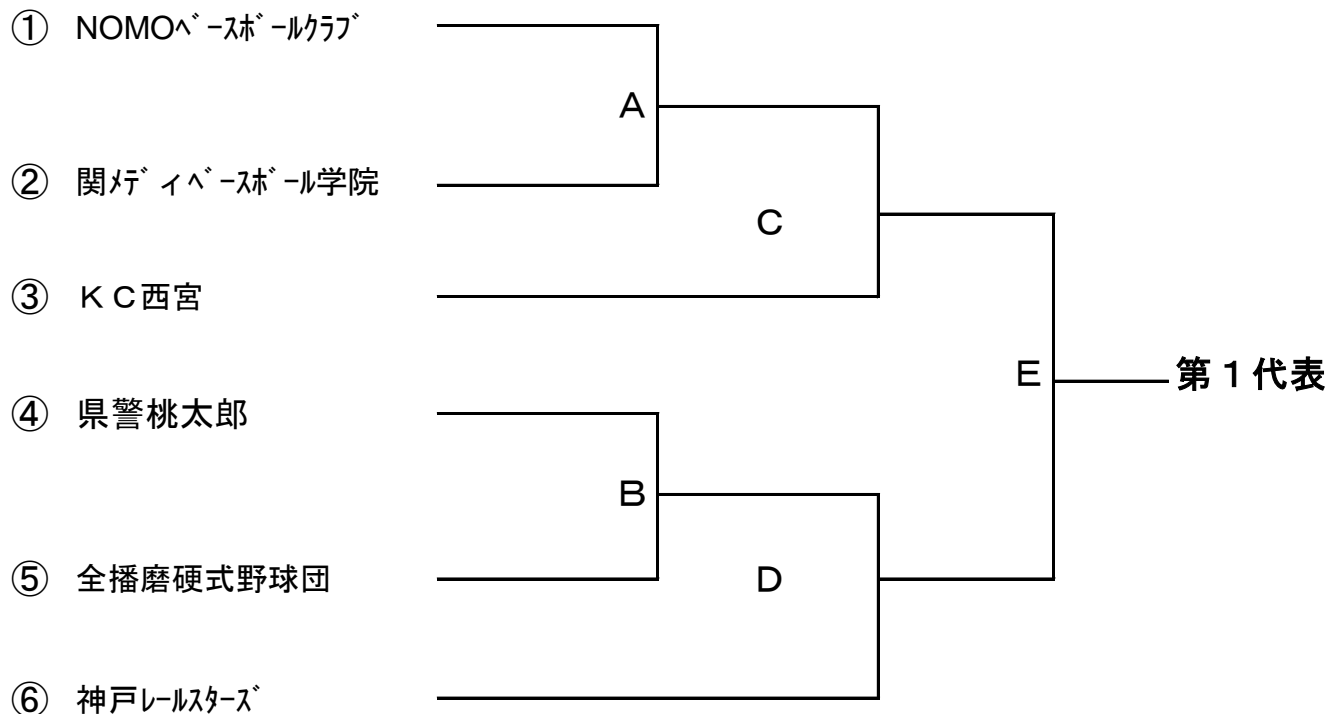 ① NOMOﾍﾞｰｽﾎﾞｰﾙｸﾗﾌﾞ
A
② 関ﾒﾃﾞィﾍﾞｰｽﾎﾞｰﾙ学院
C
③ ＫＣ西宮
E 第１代表
④ 県警桃太郎
B
⑤ 全播磨硬式野球団
D
⑥ 神戸ﾚｰﾙｽﾀｰｽﾞ